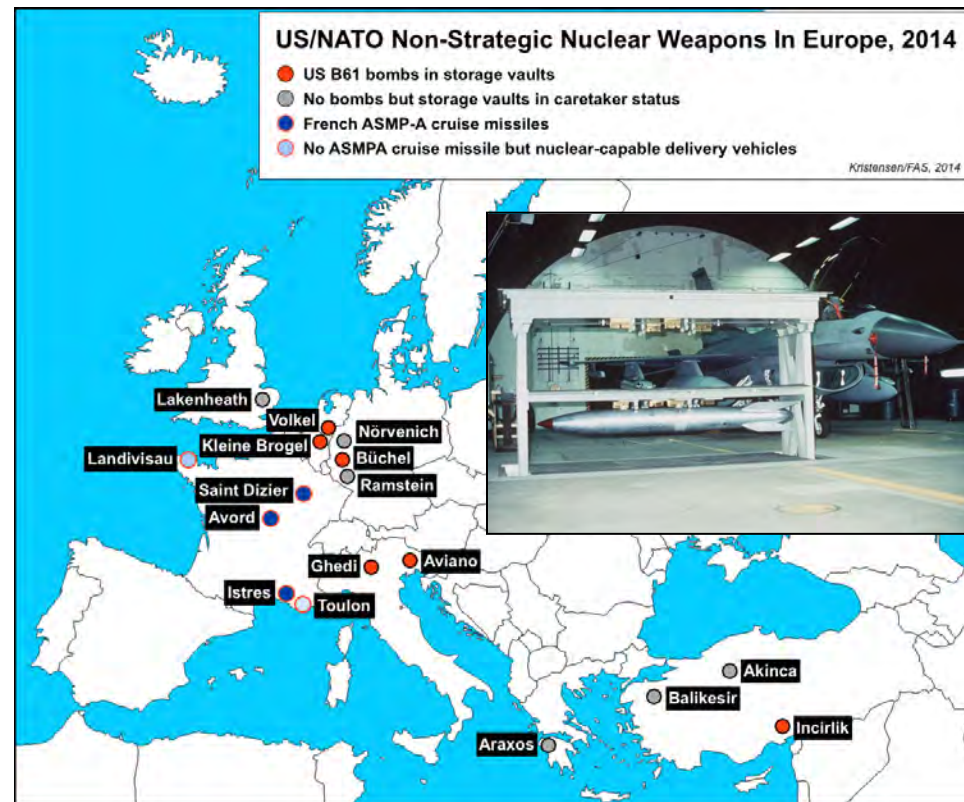 US/NATO Non-Strategic Nuclear Weapons In Europe, 2014
US B61 bombs in storage vaults
No bombs but storage vaults in caretaker status
French ASMP-A cruise missiles
No ASMPA cruise missile but nuclear-capable delivery vehicles
Kristensen/FAS, 2014
Lakenheath
Volkel
Nörvenich
Kleine Brogel
Landivisau
Büchel
Ramstein
Saint Dizier
Avord
Ghedi
Aviano
Istres
Toulon
Akinca
Balikesir
Incirlik
Araxos